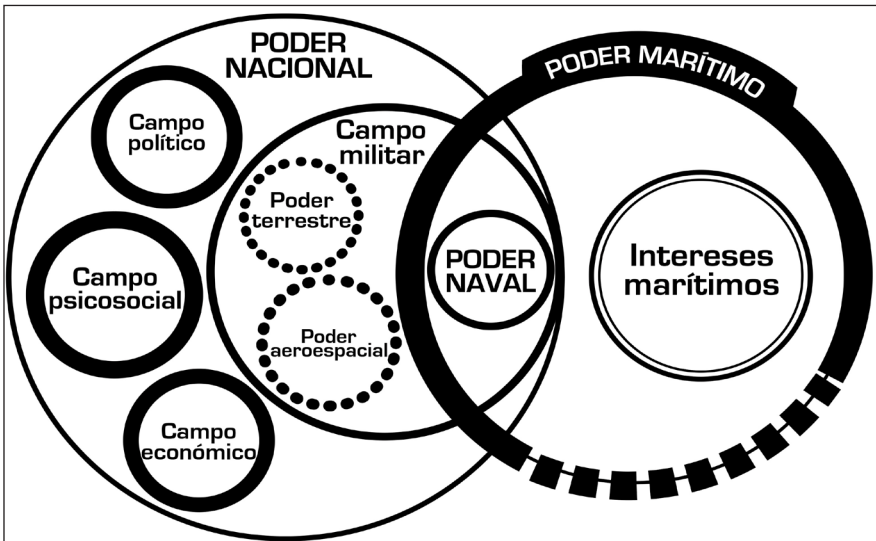 PODER
NACIONAL
PODER MARÍTIMO
Campo
político
Campo
militar
Poder
terrestre
Campo
psicosocial
PODER
NAVAL
Intereses
marítimos
Poder
aeroespacial
Campo
económico